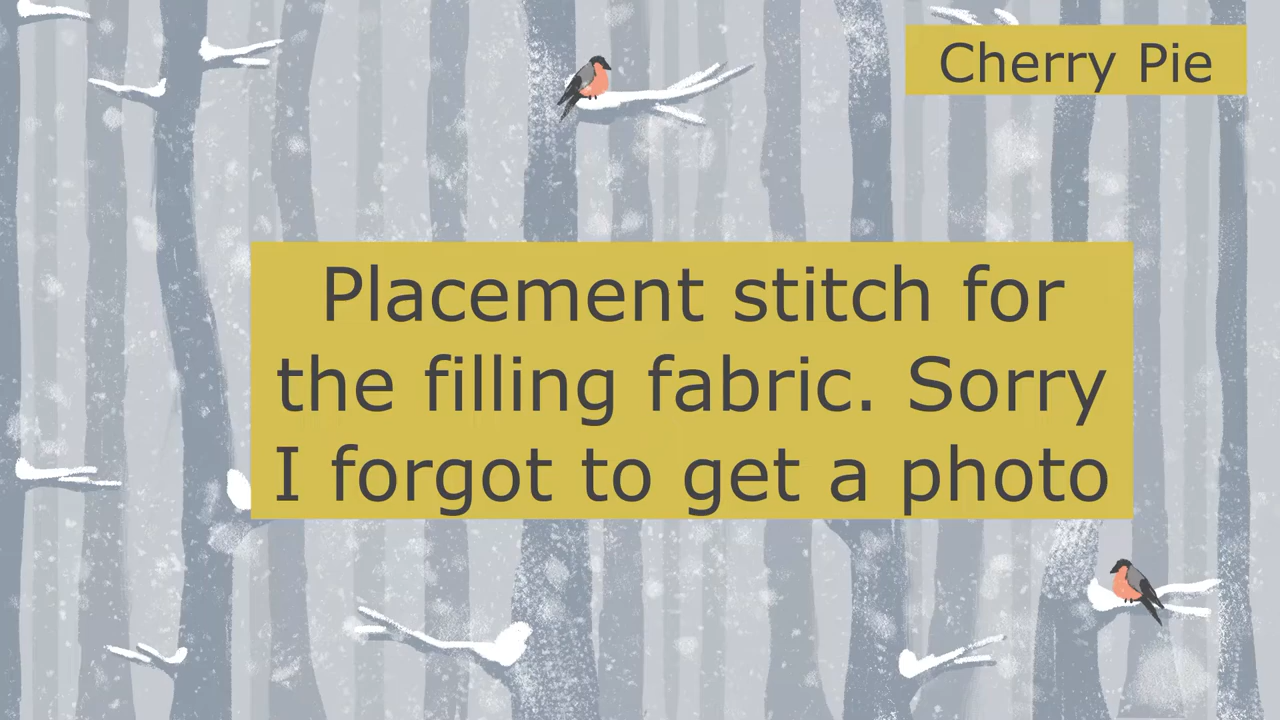 Cherry Pie
Placement stitch for
the filling fabric. Sorry
I forgot to get a photo